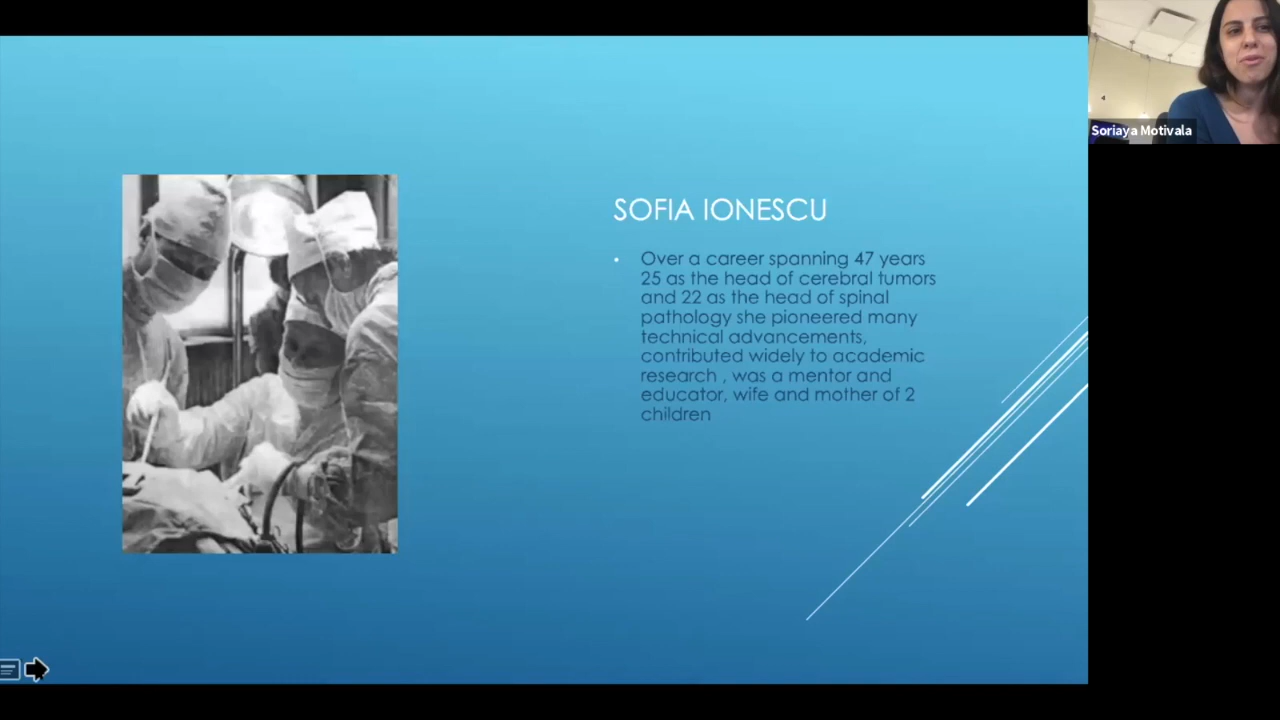 Soriaya Motivala
SOFIA IONESCU
• Over a career spanning 47 years
25 as the head of cerebral tumors
and 22 as the head of spinal
pathology she pioneered many
technical advancements,
contributed widely to academic
research , was a mentor and
educator, wife and mother of 2
children